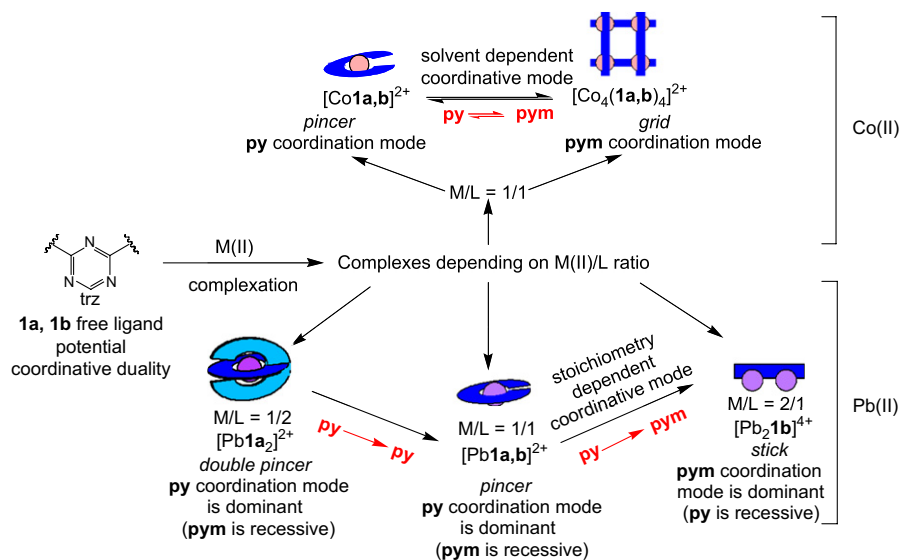 solvent dependent
coordinative mode
[Co1a,b]²⁺
py ⇌ pym
[Co₄(1a,b)₄]²⁺
pincer
py coordination mode
grid
pym coordination mode
Co(II)
M/L = 1/1
N
N
N
trz
M(II)
complexation
Complexes depending on M(II)/L ratio
1a, 1b free ligand
potential
coordinative duality
M/L = 1/2
[Pb1a₂]²⁺
double pincer
py coordination mode
is dominant
(pym is recessive)
py
py
M/L = 1/1
[Pb1a,b]²⁺
pincer
py coordination mode
is dominant
(pym is recessive)
stoichiometry
dependent
coordinative mode
py
pym
M/L = 2/1
[Pb₂1b]⁴⁺
stick
pym coordination
mode is dominant
(py is recessive)
Pb(II)